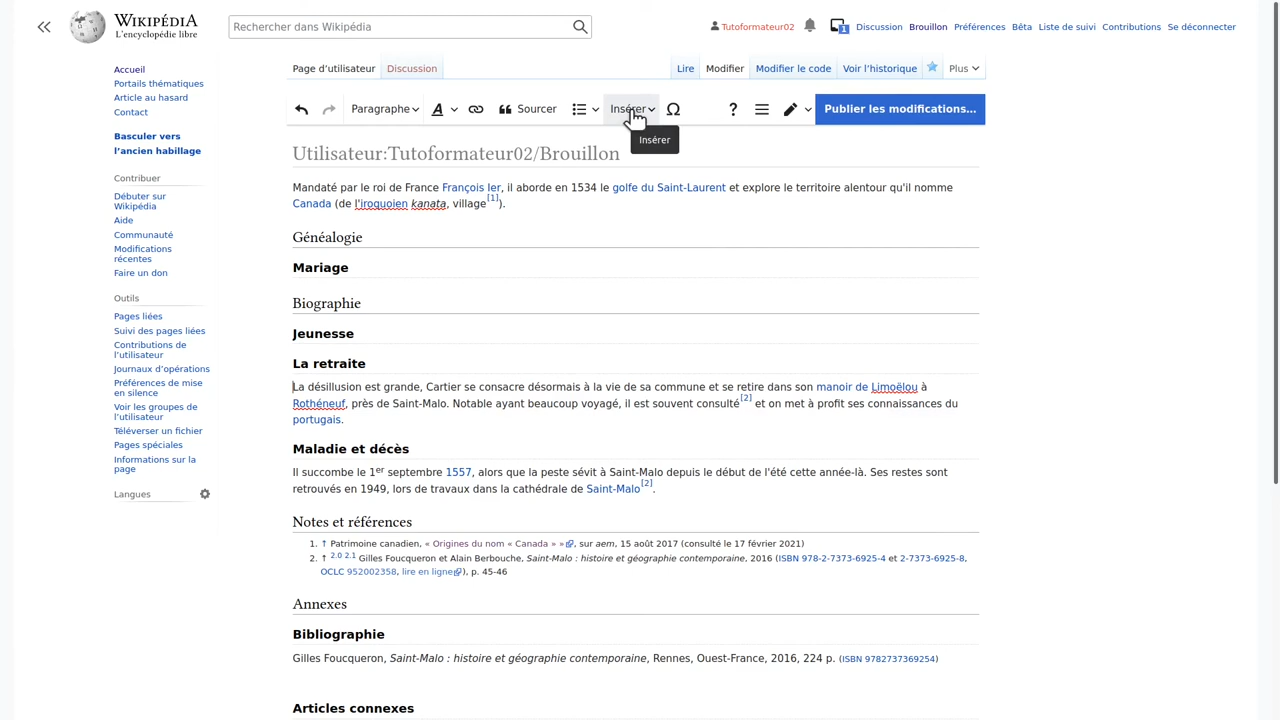 WIKIPÉDIA
L'encyclopédie libre
Rechercher dans Wikipédia
Tutoformateur02
1
Discussion
Brouillon
Préférences
Bêta
Liste de suivi
Contributions
Se déconnecter
Page d’utilisateur
Discussion
Lire
Modifier
Modifier le code
Voir l’historique
Plus
Paragraphe
A
Sourcer
Insérer
Ω
?
Publier les modifications…
Insérer
Accueil
Portails thématiques
Article au hasard
Contact
Basculer vers
l’ancien habillage
Contribuer
Débuter sur
Wikipédia
Aide
Communauté
Modifications
récentes
Faire un don
Outils
Pages liées
Suivi des pages liées
Contributions de
l’utilisateur
Journaux d’opérations
Préférences de mise
en silence
Voir les groupes de
l’utilisateur
Téléverser un fichier
Pages spéciales
Informations sur la
page
Langues
Utilisateur:Tutoformateur02/Brouillon
Mandaté par le roi de France François Ier, il aborde en 1534 le golfe du Saint-Laurent et explore le territoire alentour qu'il nomme
Canada (de l'iroquoien kanata, village[1]).
Généalogie
Mariage
Biographie
Jeunesse
La retraite
La désillusion est grande, Cartier se consacre désormais à la vie de sa commune et se retire dans son manoir de Limoëlou à
Rothéneuf, près de Saint-Malo. Notable ayant beaucoup voyagé, il est souvent consulté[2] et on met à profit ses connaissances du
portugais.
Maladie et décès
Il succombe le 1er septembre 1557, alors que la peste sévit à Saint-Malo depuis le début de l'été cette année-là. Ses restes sont
retrouvés en 1949, lors de travaux dans la cathédrale de Saint-Malo[2].
Notes et références
1. ↑ Patrimoine canadien, « Origines du nom « Canada » », sur aem, 15 août 2017 (consulté le 17 février 2021)
2. ↑ 2.0 2.1 Gilles Foucqueron et Alain Berbouche, Saint-Malo : histoire et géographie contemporaine, 2016 (ISBN 978-2-7373-6925-4 et 2-7373-6925-8,
OCLC 952002358, lire en ligne), p. 45-46
Annexes
Bibliographie
Gilles Foucqueron, Saint-Malo : histoire et géographie contemporaine, Rennes, Ouest-France, 2016, 224 p. (ISBN 9782737369254)
Articles connexes